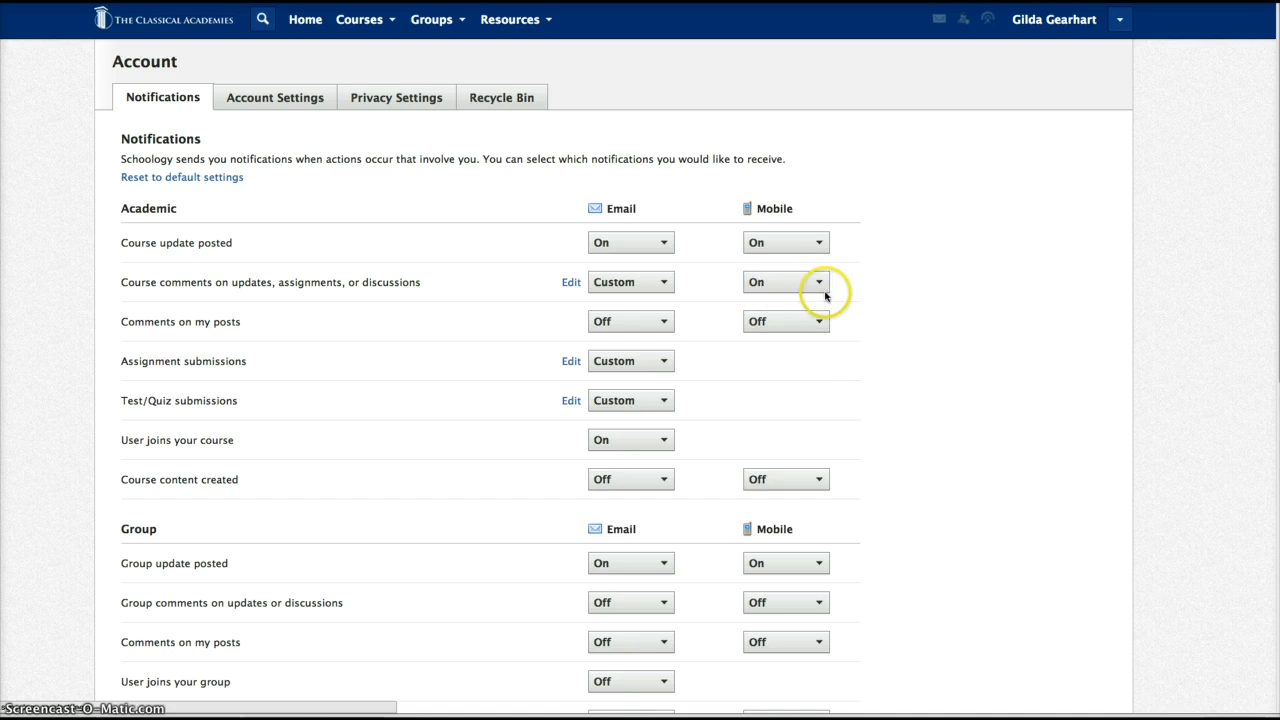 THE CLASSICAL ACADEMIES Home Courses Groups Resources Gilda Gearhart
Account
Notifications Account Settings Privacy Settings Recycle Bin
Notifications
Schoology sends you notifications when actions occur that involve you. You can select which notifications you would like to receive.
Reset to default settings
Academic Email Mobile
Course update posted On On
Course comments on updates, assignments, or discussions Edit Custom On
Comments on my posts Off Off
Assignment submissions Edit Custom
Test/Quiz submissions Edit Custom
User joins your course On
Course content created Off Off
Group Email Mobile
Group update posted On On
Group comments on updates or discussions Off Off
Comments on my posts Off Off
User joins your group Off
Screencast-O-Matic.com